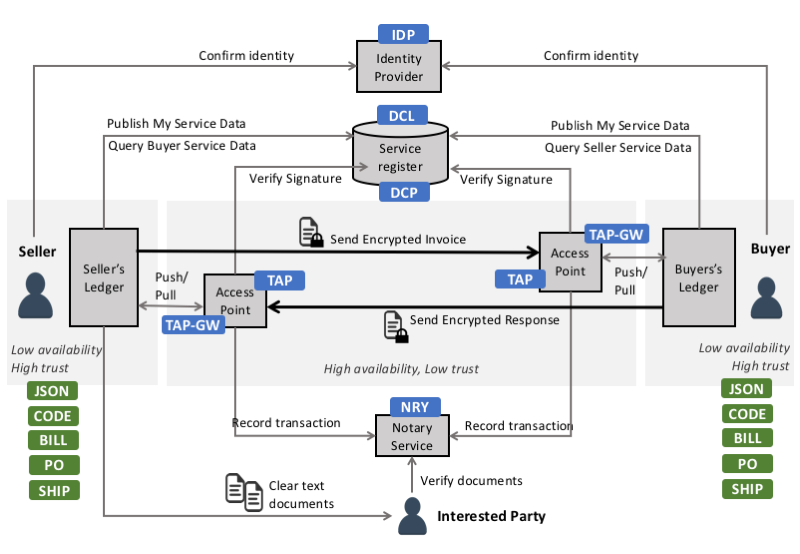 IDP
Confirm identity
Identity
Provider
Confirm identity
DCL
Publish My Service Data
Query Buyer Service Data
Service
register
Publish My Service Data
Query Seller Service Data
Verify Signature
Verify Signature
DCP
Seller
Seller's
Ledger
Send Encrypted Invoice
TAP-GW
Access
Point
TAP
Push/
Pull
Buyers's
Ledger
Buyer
Push/
Pull
TAP
Access
Point
TAP-GW
Send Encrypted Response
Low availability
High trust
High availability, Low trust
Low availability
High trust
JSON
CODE
BILL
PO
SHIP
JSON
CODE
BILL
PO
SHIP
NRY
Record transaction
Notary
Service
Record transaction
Clear text
documents
Verify documents
Interested Party